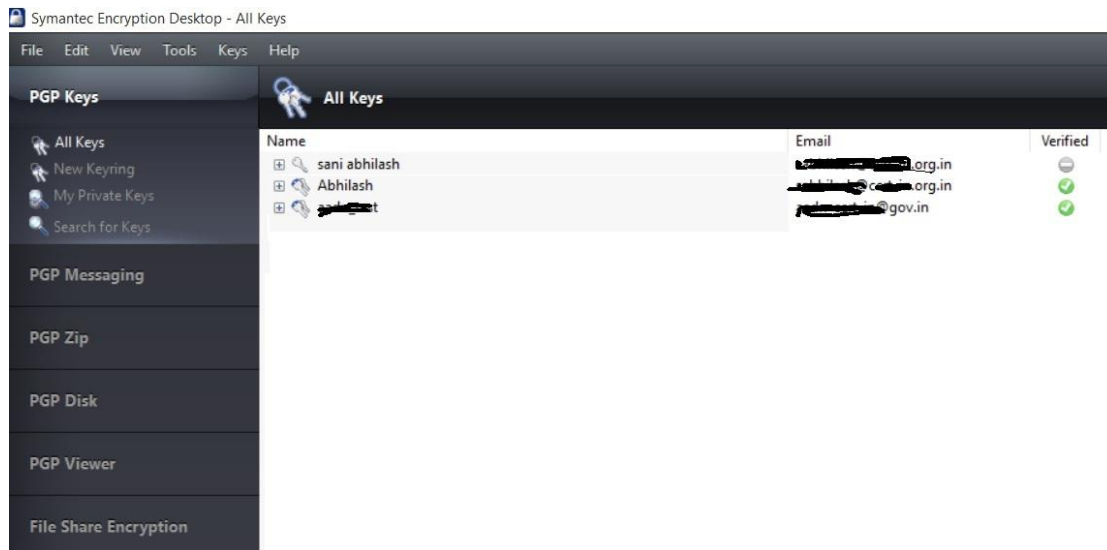 Symantec Encryption Desktop - All Keys
File Edit View Tools Keys Help
PGP Keys
All Keys
New Keyring
My Private Keys
Search for Keys
PGP Messaging
PGP Zip
PGP Disk
PGP Viewer
File Share Encryption
All Keys
Name Email Verified
sani abhilash .org.in
Abhilash .org.in
@gov.in